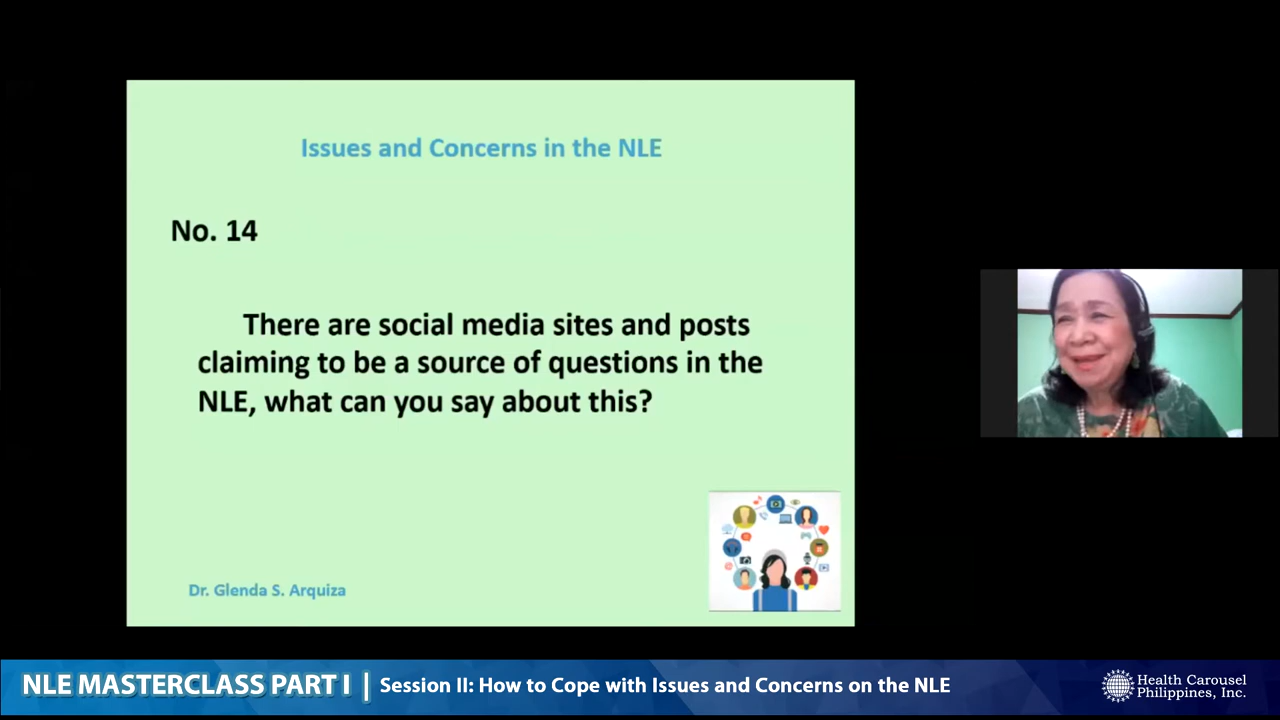 Issues and Concerns in the NLE
No. 14
There are social media sites and posts
claiming to be a source of questions in the
NLE, what can you say about this?
Dr. Glenda S. Arquiza
NLE MASTERCLASS PART I | Session II: How to Cope with Issues and Concerns on the NLE
Health Carousel
Philippines, Inc.